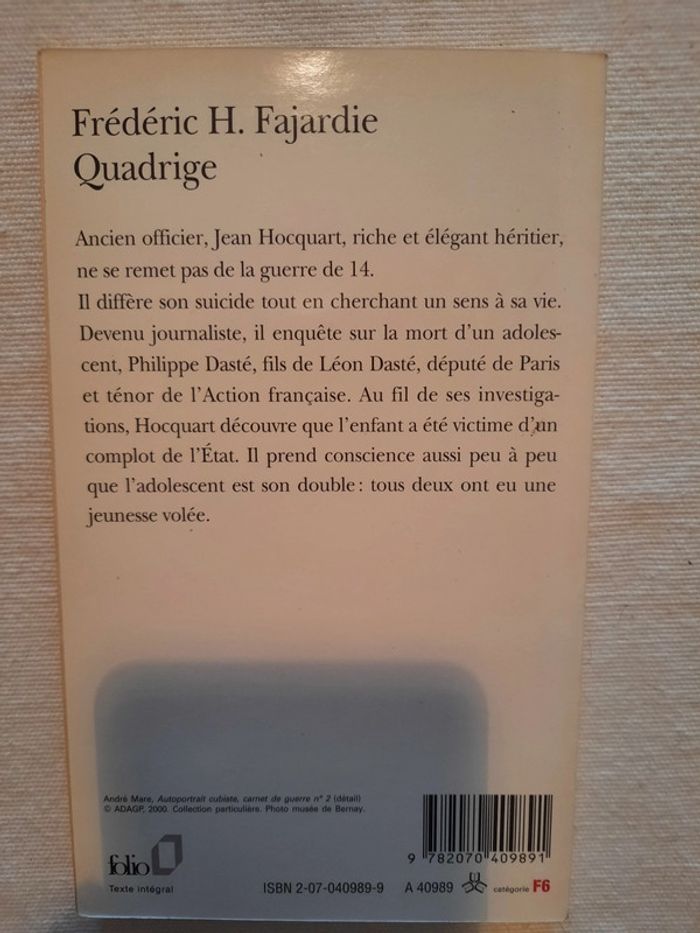 Frédéric H. Fajardie
Quadrige
Ancien officier, Jean Hocquart, riche et élégant héritier,
ne se remet pas de la guerre de 14.
Il diffère son suicide tout en cherchant un sens à sa vie.
Devenu journaliste, il enquête sur la mort d'un adoles-
cent, Philippe Dasté, fils de Léon Dasté, député de Paris
et ténor de l'Action française. Au fil de ses investiga-
tions, Hocquart découvre que l'enfant a été victime d'un
complot de l'État. Il prend conscience aussi peu à peu
que l'adolescent est son double : tous deux ont eu une
jeunesse volée.
André Mare, Autoportrait cubiste, carnet de guerre n° 2 (détail)
© ADAGP, 2000. Collection particulière. Photo musée de Bernay.
9 782070 409891
folio
Texte intégral
ISBN 2-07-040989-9 A 40989 catégorie F6